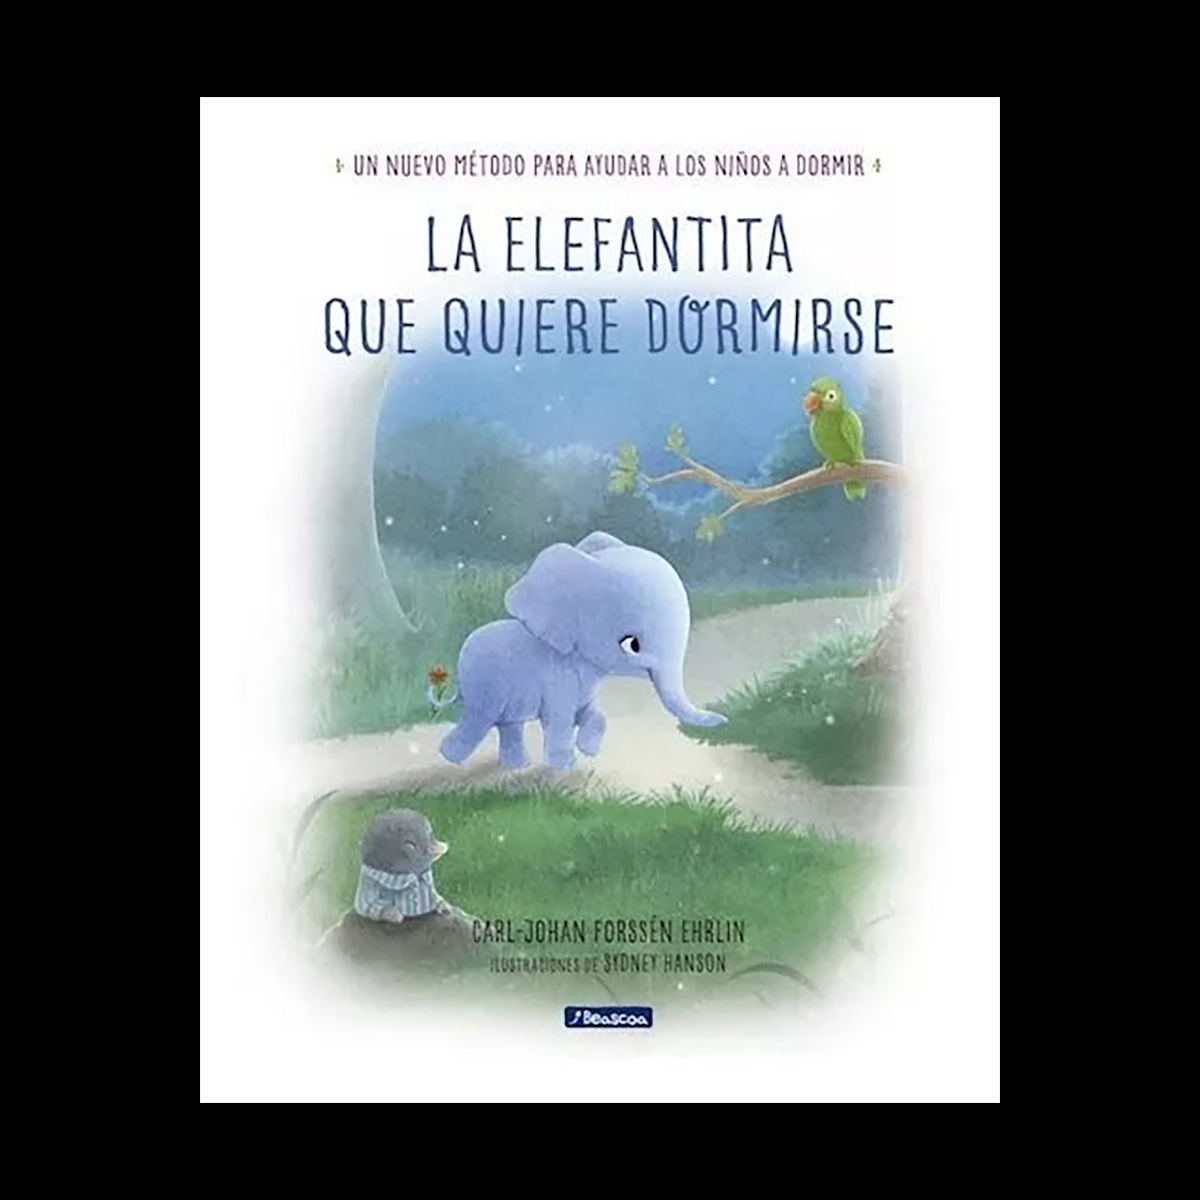 UN NUEVO MÉTODO PARA AYUDAR A LOS NIÑOS A DORMIR
LA ELEFANTITA
QUE QUIERE DORMIRSE
CARL-JOHAN FORSSÉN EHRLIN
ILUSTRACIONES DE SYDNEY HANSON
Beascoa